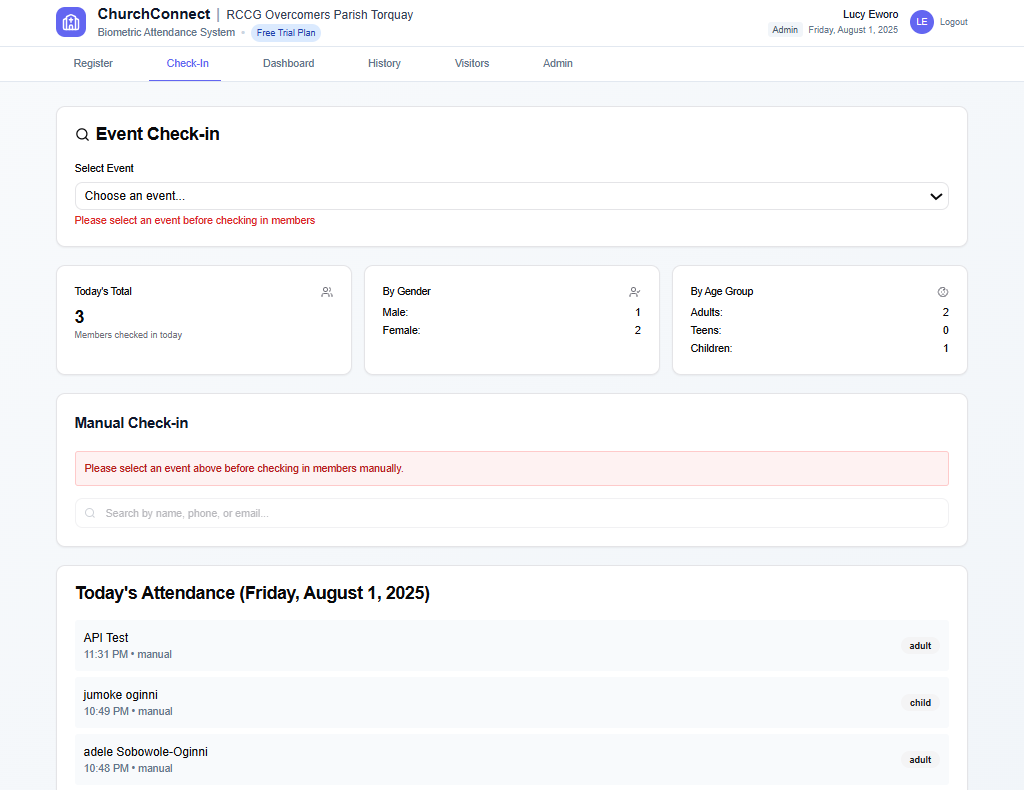 ChurchConnect | RCCG Overcomers Parish Torquay
Biometric Attendance System • Free Trial Plan
Lucy Eworo
Admin Friday, August 1, 2025
LE
Logout
Register Check-In Dashboard History Visitors Admin
Event Check-in
Select Event
Choose an event...
Please select an event before checking in members
Today's Total
3
Members checked in today
By Gender
Male: 1
Female: 2
By Age Group
Adults: 2
Teens: 0
Children: 1
Manual Check-in
Please select an event above before checking in members manually.
Search by name, phone, or email...
Today's Attendance (Friday, August 1, 2025)
API Test
11:31 PM • manual
adult
jumoke oginni
10:49 PM • manual
child
adele Sobowole-Oginni
10:48 PM • manual
adult